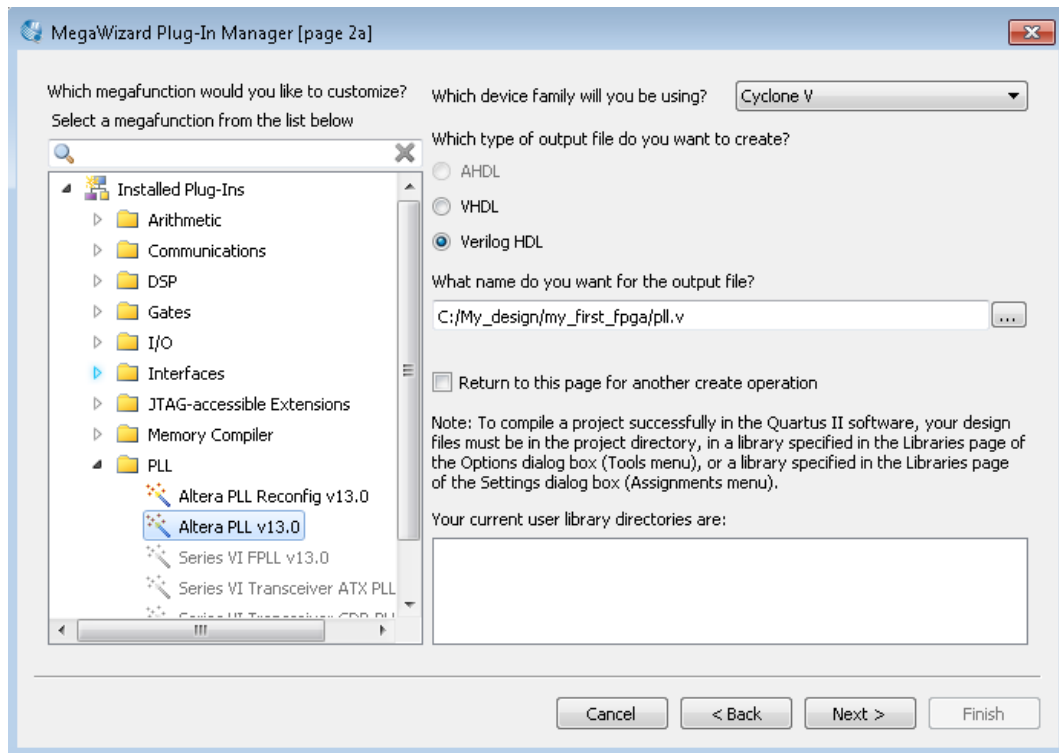 MegaWizard Plug-In Manager [page 2a]
Which megafunction would you like to customize?
Select a megafunction from the list below
Installed Plug-Ins
Arithmetic
Communications
DSP
Gates
I/O
Interfaces
JTAG-accessible Extensions
Memory Compiler
PLL
Altera PLL Reconfig v13.0
Altera PLL v13.0
Series VI FPLL v13.0
Series VI Transceiver ATX PLL
Which device family will you be using?
Cyclone V
Which type of output file do you want to create?
AHDL
VHDL
Verilog HDL
What name do you want for the output file?
C:/My_design/my_first_fpga/pll.v
...
Return to this page for another create operation
Note: To compile a project successfully in the Quartus II software, your design
files must be in the project directory, in a library specified in the Libraries page of
the Options dialog box (Tools menu), or a library specified in the Libraries page
of the Settings dialog box (Assignments menu).
Your current user library directories are:
Cancel
< Back
Next >
Finish